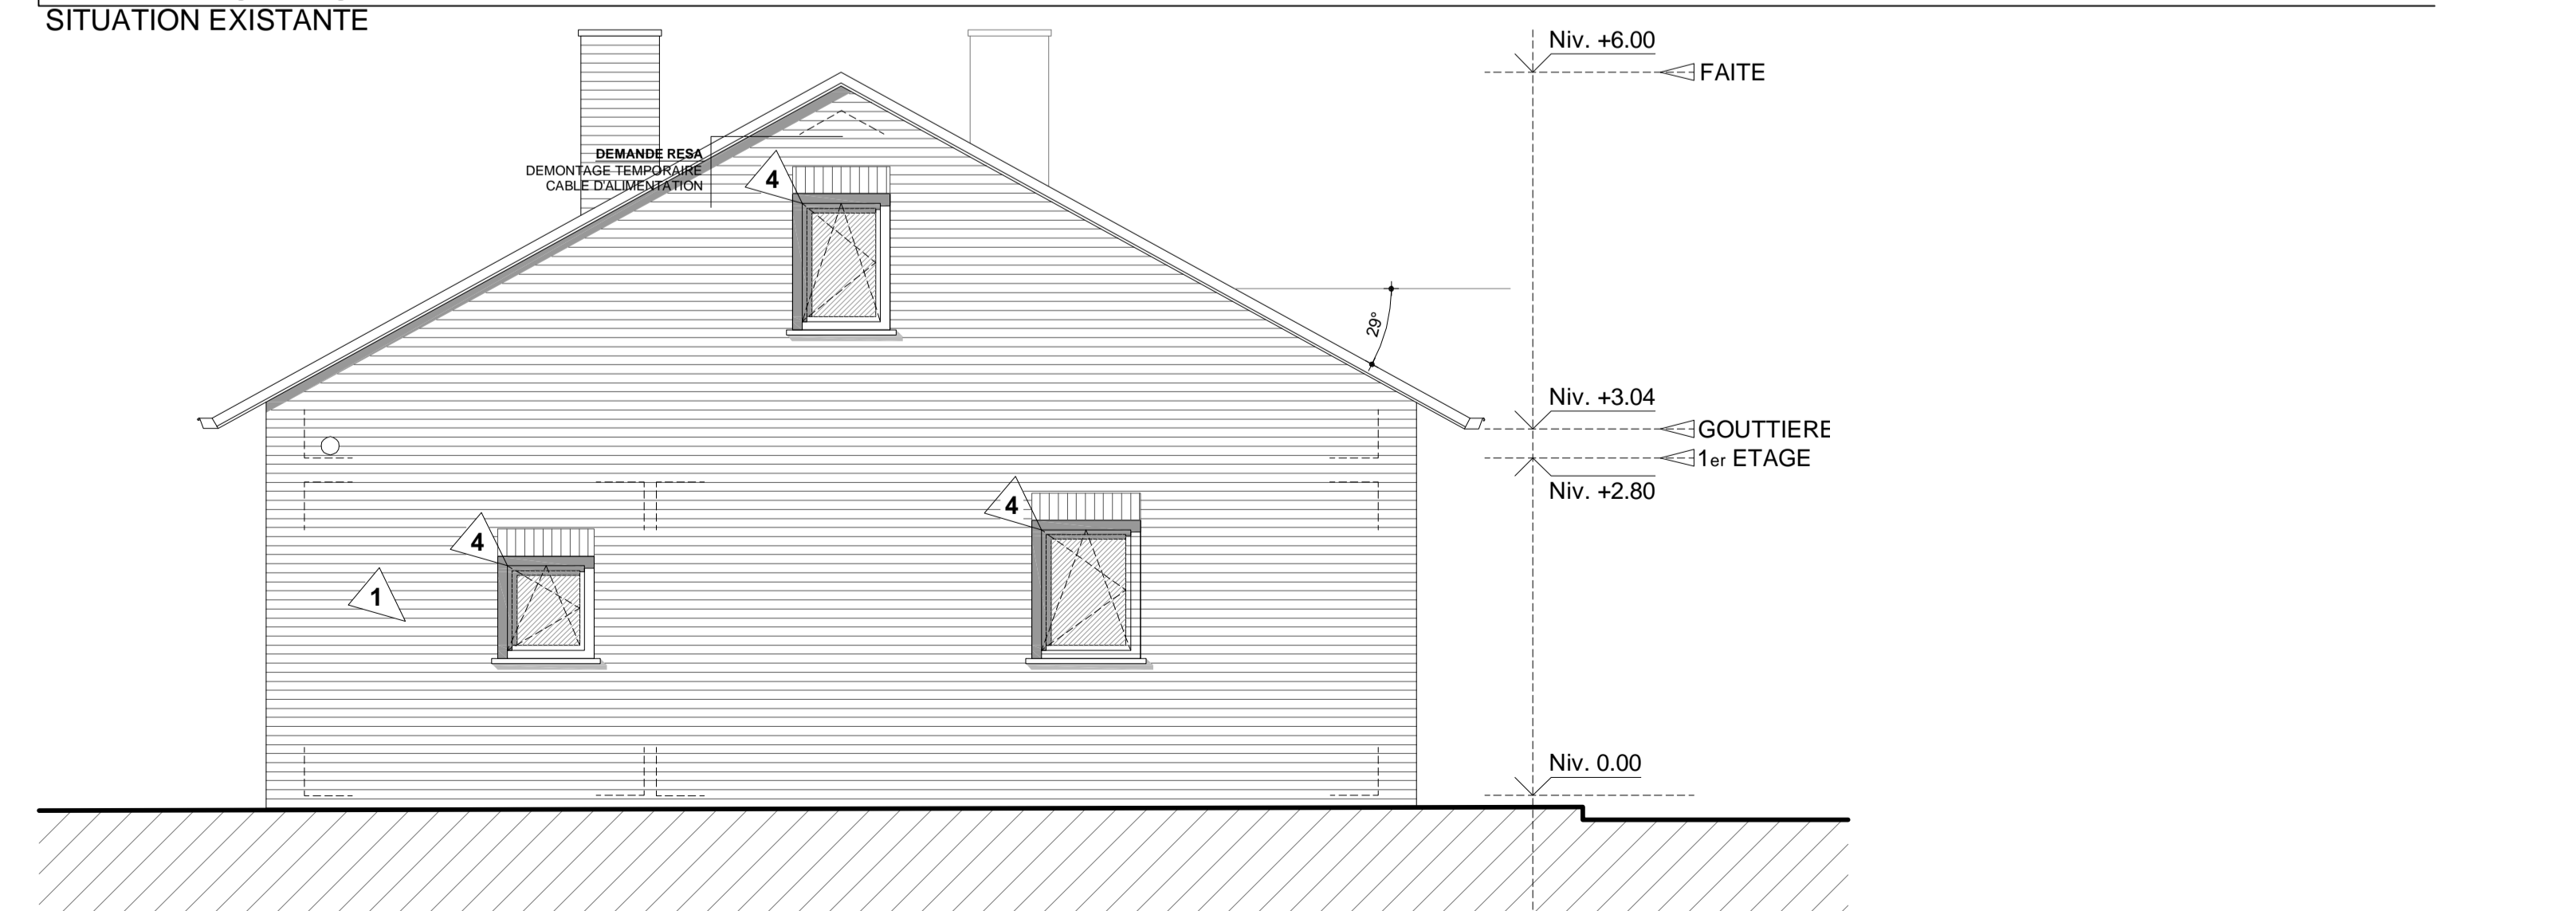 SITUATION EXISTANTE
Niv. +6.00
FAITE
DEMANDE RESA
DEMONTAGE TEMPORAIRE
CABLE D'ALIMENTATION
4
29°
Niv. +3.04
GOUTTIERE
1er ETAGE
Niv. +2.80
4
4
1
Niv. 0.00